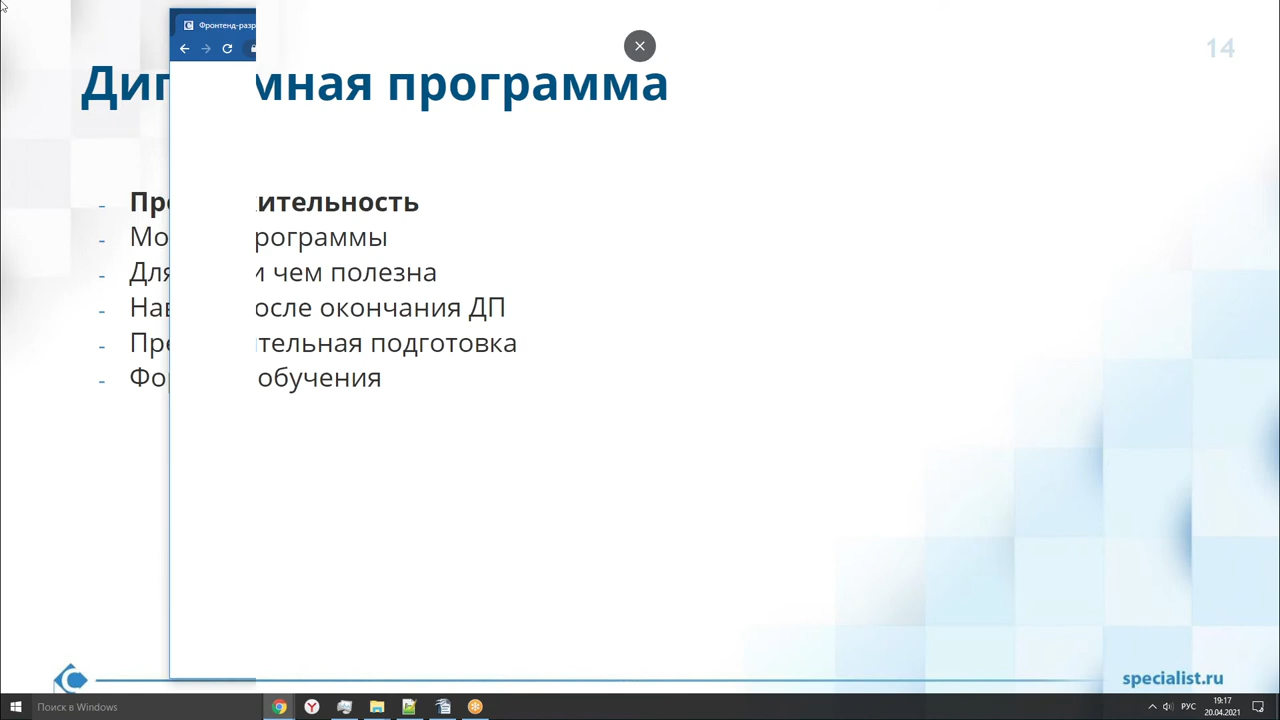 Фронтенд-разр
14
Дип мная программа
- Про ительность
- Мо рограммы
- Для и чем полезна
- Нав осле окончания ДП
- Пре тельная подготовка
- Фор обучения
specialist.ru
Поиск в Windows
РУС
19:17
20.04.2021